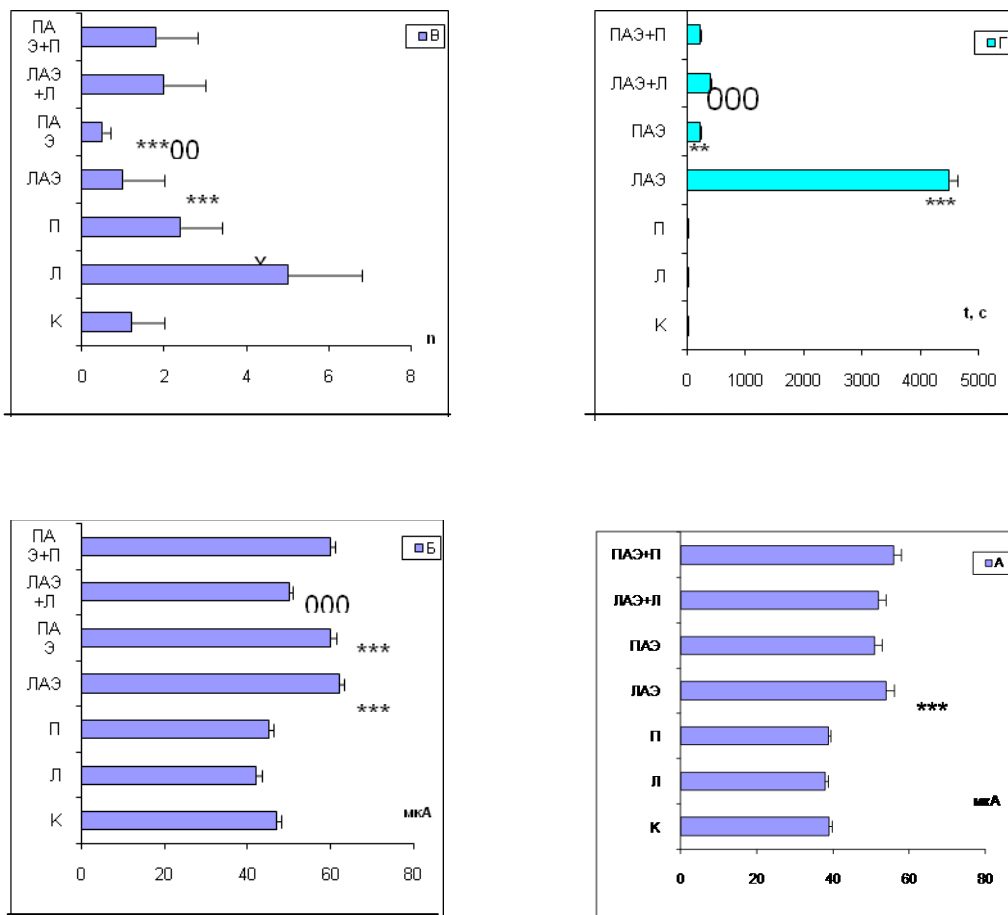 ПА
Э+П
ЛАЭ
+Л
ПА
Э
ЛАЭ
П
Л
К
В
***00
***
x
n
0 2 4 6 8
ПАЭ+П
ЛАЭ+Л
ПАЭ
ЛАЭ
П
Л
К
Г
000
**
***
t, c
0 1000 2000 3000 4000 5000
ПА
Э+П
ЛАЭ
+Л
ПА
Э
ЛАЭ
П
Л
К
Б
000
***
***
мкА
0 20 40 60 80
ПАЭ+П
ЛАЭ+Л
ПАЭ
ЛАЭ
П
Л
К
А
***
мкА
0 20 40 60 80